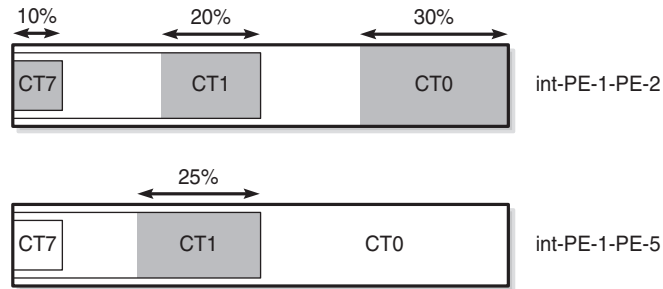 10% 20% 30%
CT7 CT1 CT0 int-PE-1-PE-2
25%
CT7 CT1 CT0 int-PE-1-PE-5